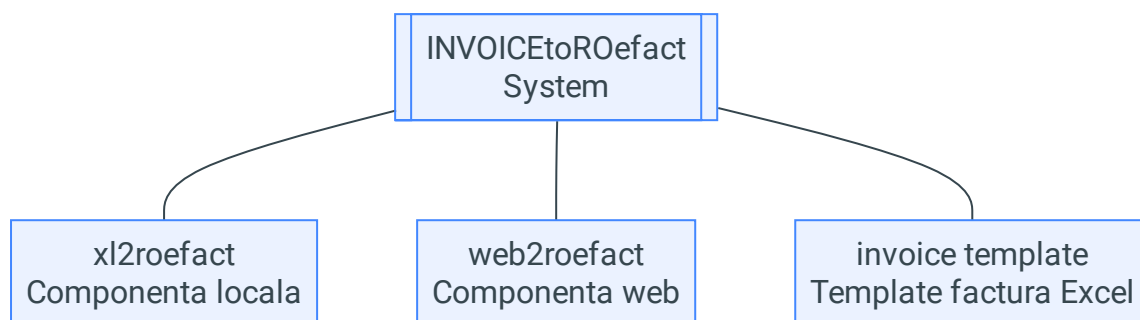 INVOICEtoROefact
System
xl2roefact
Componenta locala
web2roefact
Componenta web
invoice template
Template factura Excel